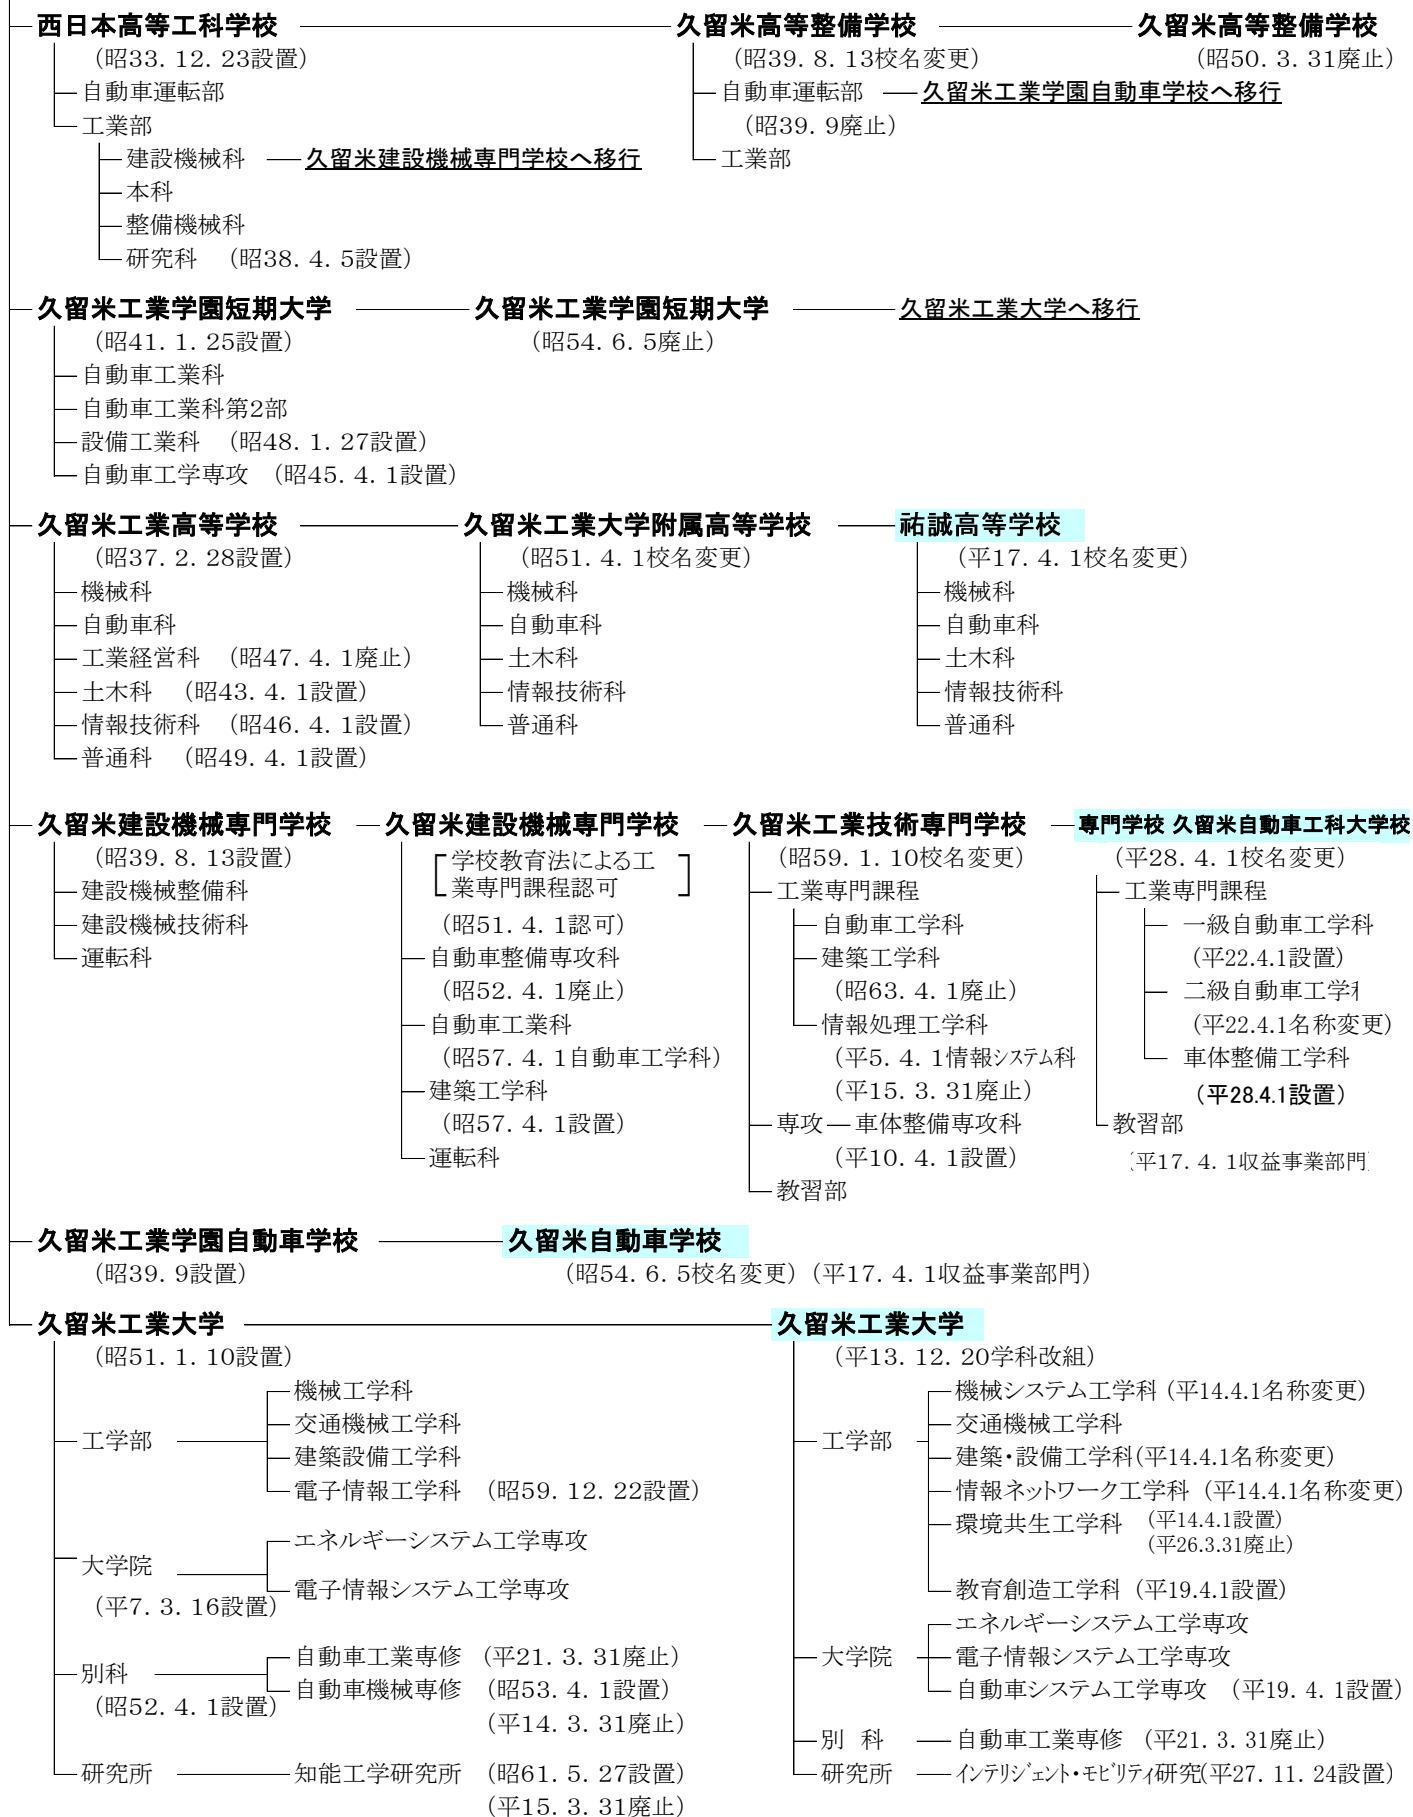 西日本高等工科学校 久留米高等整備学校 久留米高等整備学校
（昭33．12．23設置） （昭39．8．13校名変更） （昭50．3．31廃止）
自動車運転部 自動車運転部 久留米工業学園自動車学校へ移行
工業部 （昭39．9廃止）
建設機械科 久留米建設機械専門学校へ移行 工業部
本科
整備機械科
研究科 （昭38．4．5設置）
久留米工業学園短期大学 久留米工業学園短期大学 久留米工業大学へ移行
（昭41．1．25設置） （昭54．6．5廃止）
自動車工業科
自動車工業科第2部
設備工業科 （昭48．1．27設置）
自動車工学専攻 （昭45．4．1設置）
久留米工業高等学校 久留米工業大学附属高等学校 祐誠高等学校
（昭37．2．28設置） （昭51．4．1校名変更） （平17．4．1校名変更）
機械科 機械科 機械科
自動車科 自動車科 自動車科
工業経営科 （昭47．4．1廃止） 土木科 土木科
土木科 （昭43．4．1設置） 情報技術科 情報技術科
情報技術科 （昭46．4．1設置） 普通科 普通科
普通科 （昭49．4．1設置）
久留米建設機械専門学校 久留米建設機械専門学校 久留米工業技術専門学校 専門学校 久留米自動車工科大学校
（昭39．8．13設置） 学校教育法による工 （昭59．1．10校名変更） （平28．4．1校名変更）
建設機械整備科 業専門課程認可 工業専門課程 工業専門課程
建設機械技術科 （昭51．4．1認可） 自動車工学科 一級自動車工学科
運転科 自動車整備専攻科 建築工学科 （平22.4.1設置）
（昭52．4．1廃止） （昭63．4．1廃止） 二級自動車工学
自動車工業科 情報処理工学科 （平22.4.1名称変更）
（昭57．4．1自動車工学科） （平5．4．1情報システム科 車体整備工学科
建築工学科 （平15．3．31廃止） （平28.4.1設置）
（昭57．4．1設置） 専攻 車体整備専攻科 教習部
運転科 （平10．4．1設置） （平17．4．1収益事業部門）
教習部
久留米工業学園自動車学校 久留米自動車学校
（昭39．9設置） （昭54．6．5校名変更）（平17．4．1収益事業部門）
久留米工業大学 久留米工業大学
（昭51．1．10設置） （平13．12．20学科改組）
機械工学科 機械システム工学科 （平14.4.1名称変更）
交通機械工学科 交通機械工学科
工学部 工学部
建築設備工学科 建築・設備工学科（平14.4.1名称変更）
電子情報工学科 （昭59．12．22設置） 情報ネットワーク工学科 （平14.4.1名称変更）
環境共生工学科 （平14.4.1設置）
（平26.3.31廃止）
エネルギーシステム工学専攻
大学院
電子情報システム工学専攻 教育創造工学科 （平19.4.1設置）
（平7．3．16設置） エネルギーシステム工学専攻
自動車工業専修 （平21．3．31廃止） 大学院 電子情報システム工学専攻
別科
自動車機械専修 （昭53．4．1設置） 自動車システム工学専攻 （平19．4．1設置）
（昭52．4．1設置） （平14．3．31廃止）
別 科 自動車工業専修 （平21．3．31廃止）
研究所 知能工学研究所 （昭61．5．27設置） 研究所 インテリジェント・モビリティ研究（平27．11．24設置）
（平15．3．31廃止）